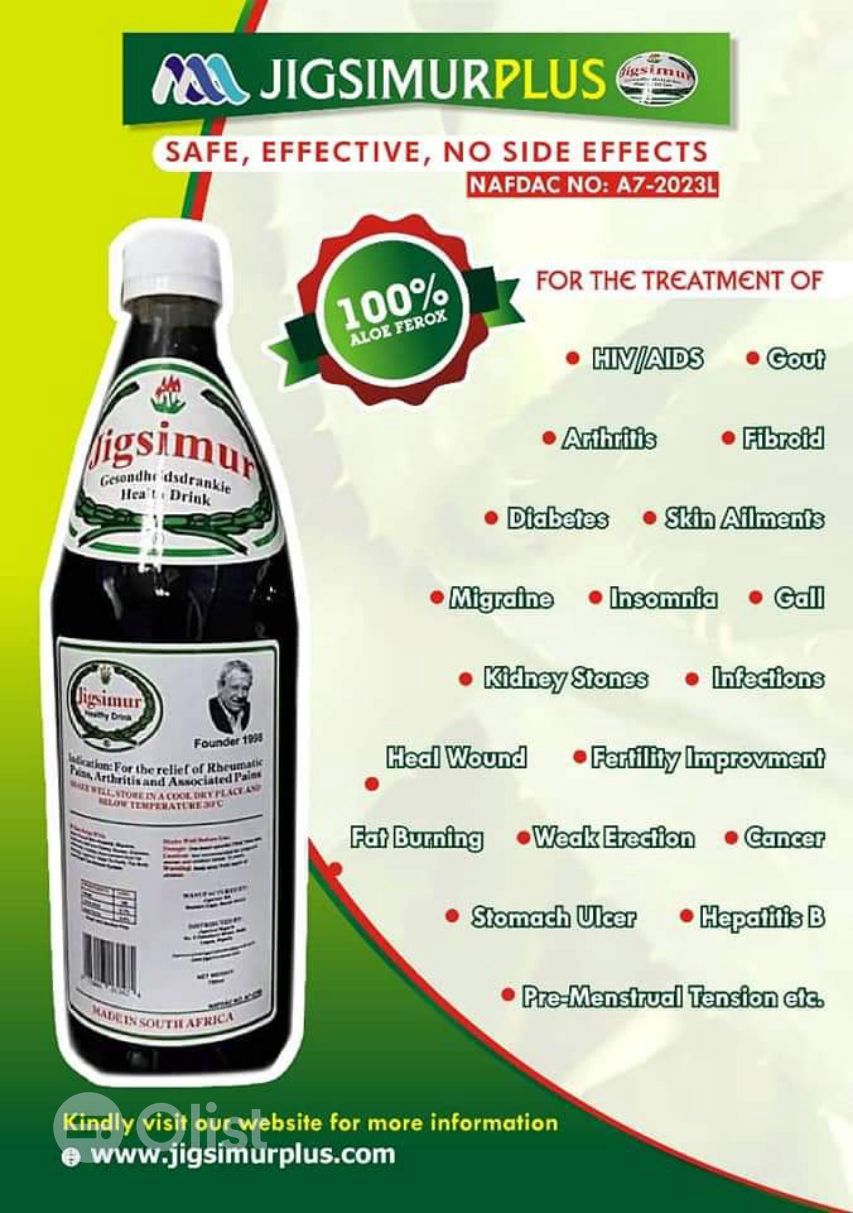 JIGSIMURPLUS
Jigsimur
SAFE, EFFECTIVE, NO SIDE EFFECTS
NAFDAC NO: A7-2023L
100%
ALOE FEROX
FOR THE TREATMENT OF
• HIV/AIDS • Gout
• Arthritis • Fibroid
• Diabetes • Skin Ailments
• Migraine • Insomnia • Gall
• Kidney Stones • Infections
Heal Wound • Fertility Improvment
•
Fat Burning • Weak Erection • Cancer
•
• Stomach Ulcer • Hepatitis B
• Pre-Menstrual Tension etc.
Jigsimur
Gesondheidsdrankie
Health Drink
Jigsimur
Healthy Drink
Founder 1998
Indication: For the relief of Rheumatic
Pains, Arthritis and Associated Pains
SHAKE WELL, STORE IN A COOL DRY PLACE AND
BELOW TEMPERATURE 30°C
MADE IN SOUTH AFRICA
Kindly visit our website for more information
www.jigsimurplus.com
Qlist